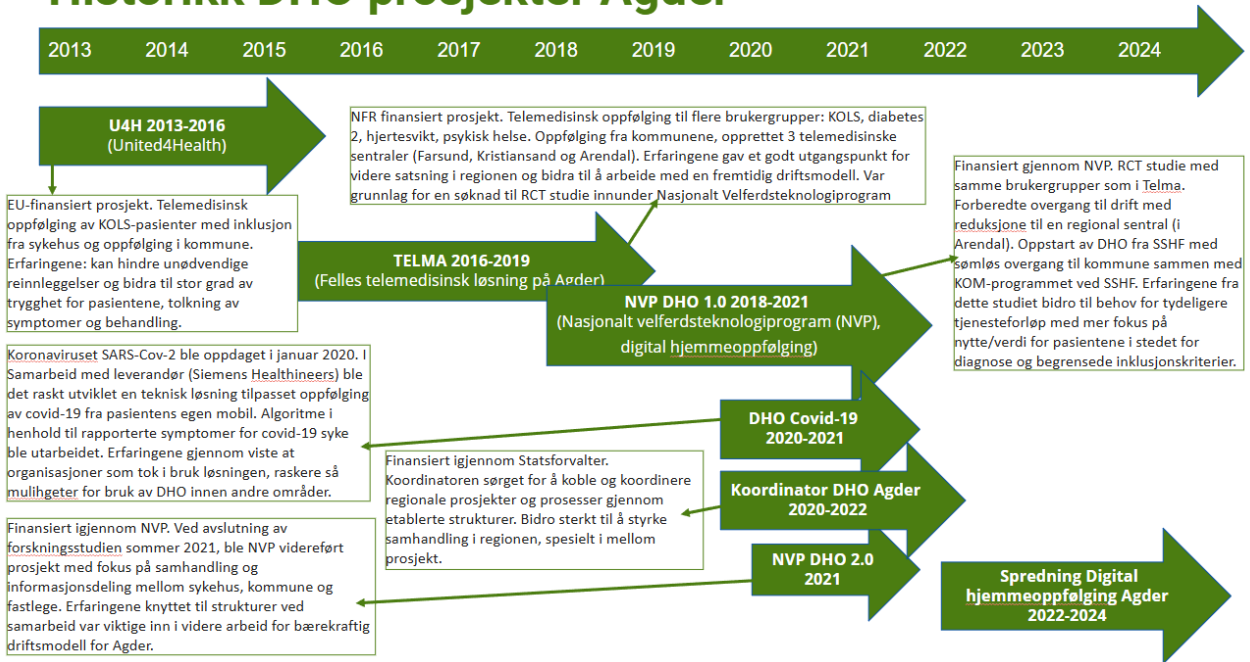 Historikk DHO prosjekter Agder
2013 2014 2015 2016 2017 2018 2019 2020 2021 2022 2023 2024
U4H 2013-2016
(United4Health)
EU-finansiert prosjekt. Telemedisinsk
oppfølging av KOLS-pasienter med inklusjon
fra sykehus og oppfølging i kommune.
Erfaringene: kan hindre unødvendige
reinnleggelser og bidra til stor grad av
trygghet for pasientene, tolkning av
symptomer og behandling.
NFR finansiert prosjekt. Telemedisinsk oppfølging til flere brukergrupper: KOLS, diabetes
2, hjertesvikt, psykisk helse. Oppfølging fra kommunene, opprettet 3 telemedisinske
sentraler (Farsund, Kristiansand og Arendal). Erfaringene gav et godt utgangspunkt for
videre satsning i regionen og bidra til å arbeide med en fremtidig driftsmodell. Var
grunnlag for en søknad til RCT studie innunder Nasjonalt Velferdsteknologiprogram
TELMA 2016-2019
(Felles telemedisinsk løsning på Agder)
NVP DHO 1.0 2018-2021
(Nasjonalt velferdsteknologiprogram (NVP),
digital hjemmeoppfølging)
Finansiert gjennom NVP. RCT studie med
samme brukergrupper som i Telma.
Forberedte overgang til drift med
reduksjone til en regional sentral (i
Arendal). Oppstart av DHO fra SSHF med
sømløs overgang til kommune sammen med
KOM-programmet ved SSHF. Erfaringene fra
dette studiet bidro til behov for tydeligere
tjenesteforløp med mer fokus på
nytte/verdi for pasientene i stedet for
diagnose og begrensede inklusjonskriterier.
Koronaviruset SARS-Cov-2 ble oppdaget i januar 2020. I
Samarbeid med leverandør (Siemens Healthineers) ble
det raskt utviklet en teknisk løsning tilpasset oppfølging
av covid-19 fra pasientens egen mobil. Algoritme i
henhold til rapporterte symptomer for covid-19 syke
ble utarbeidet. Erfaringene gjennom viste at
organisasjoner som tok i bruk løsningen, raskere så
mulihgeter for bruk av DHO innen andre områder.
DHO Covid-19
2020-2021
Finansiert igjennom Statsforvalter.
Koordinatoren sørget for å koble og koordinere
regionale prosjekter og prosesser gjennom
etablerte strukturer. Bidro sterkt til å styrke
samhandling i regionen, spesielt i mellom
prosjekt.
Koordinator DHO Agder
2020-2022
Finansiert igjennom NVP. Ved avslutning av
forskningsstudien sommer 2021, ble NVP videreført
prosjekt med fokus på samhandling og
informasjonsdeling mellom sykehus, kommune og
fastlege. Erfaringene knyttet til strukturer ved
samarbeid var viktige inn i videre arbeid for bærekraftig
driftsmodell for Agder.
NVP DHO 2.0
2021
Spredning Digital
hjemmeoppfølging Agder
2022-2024